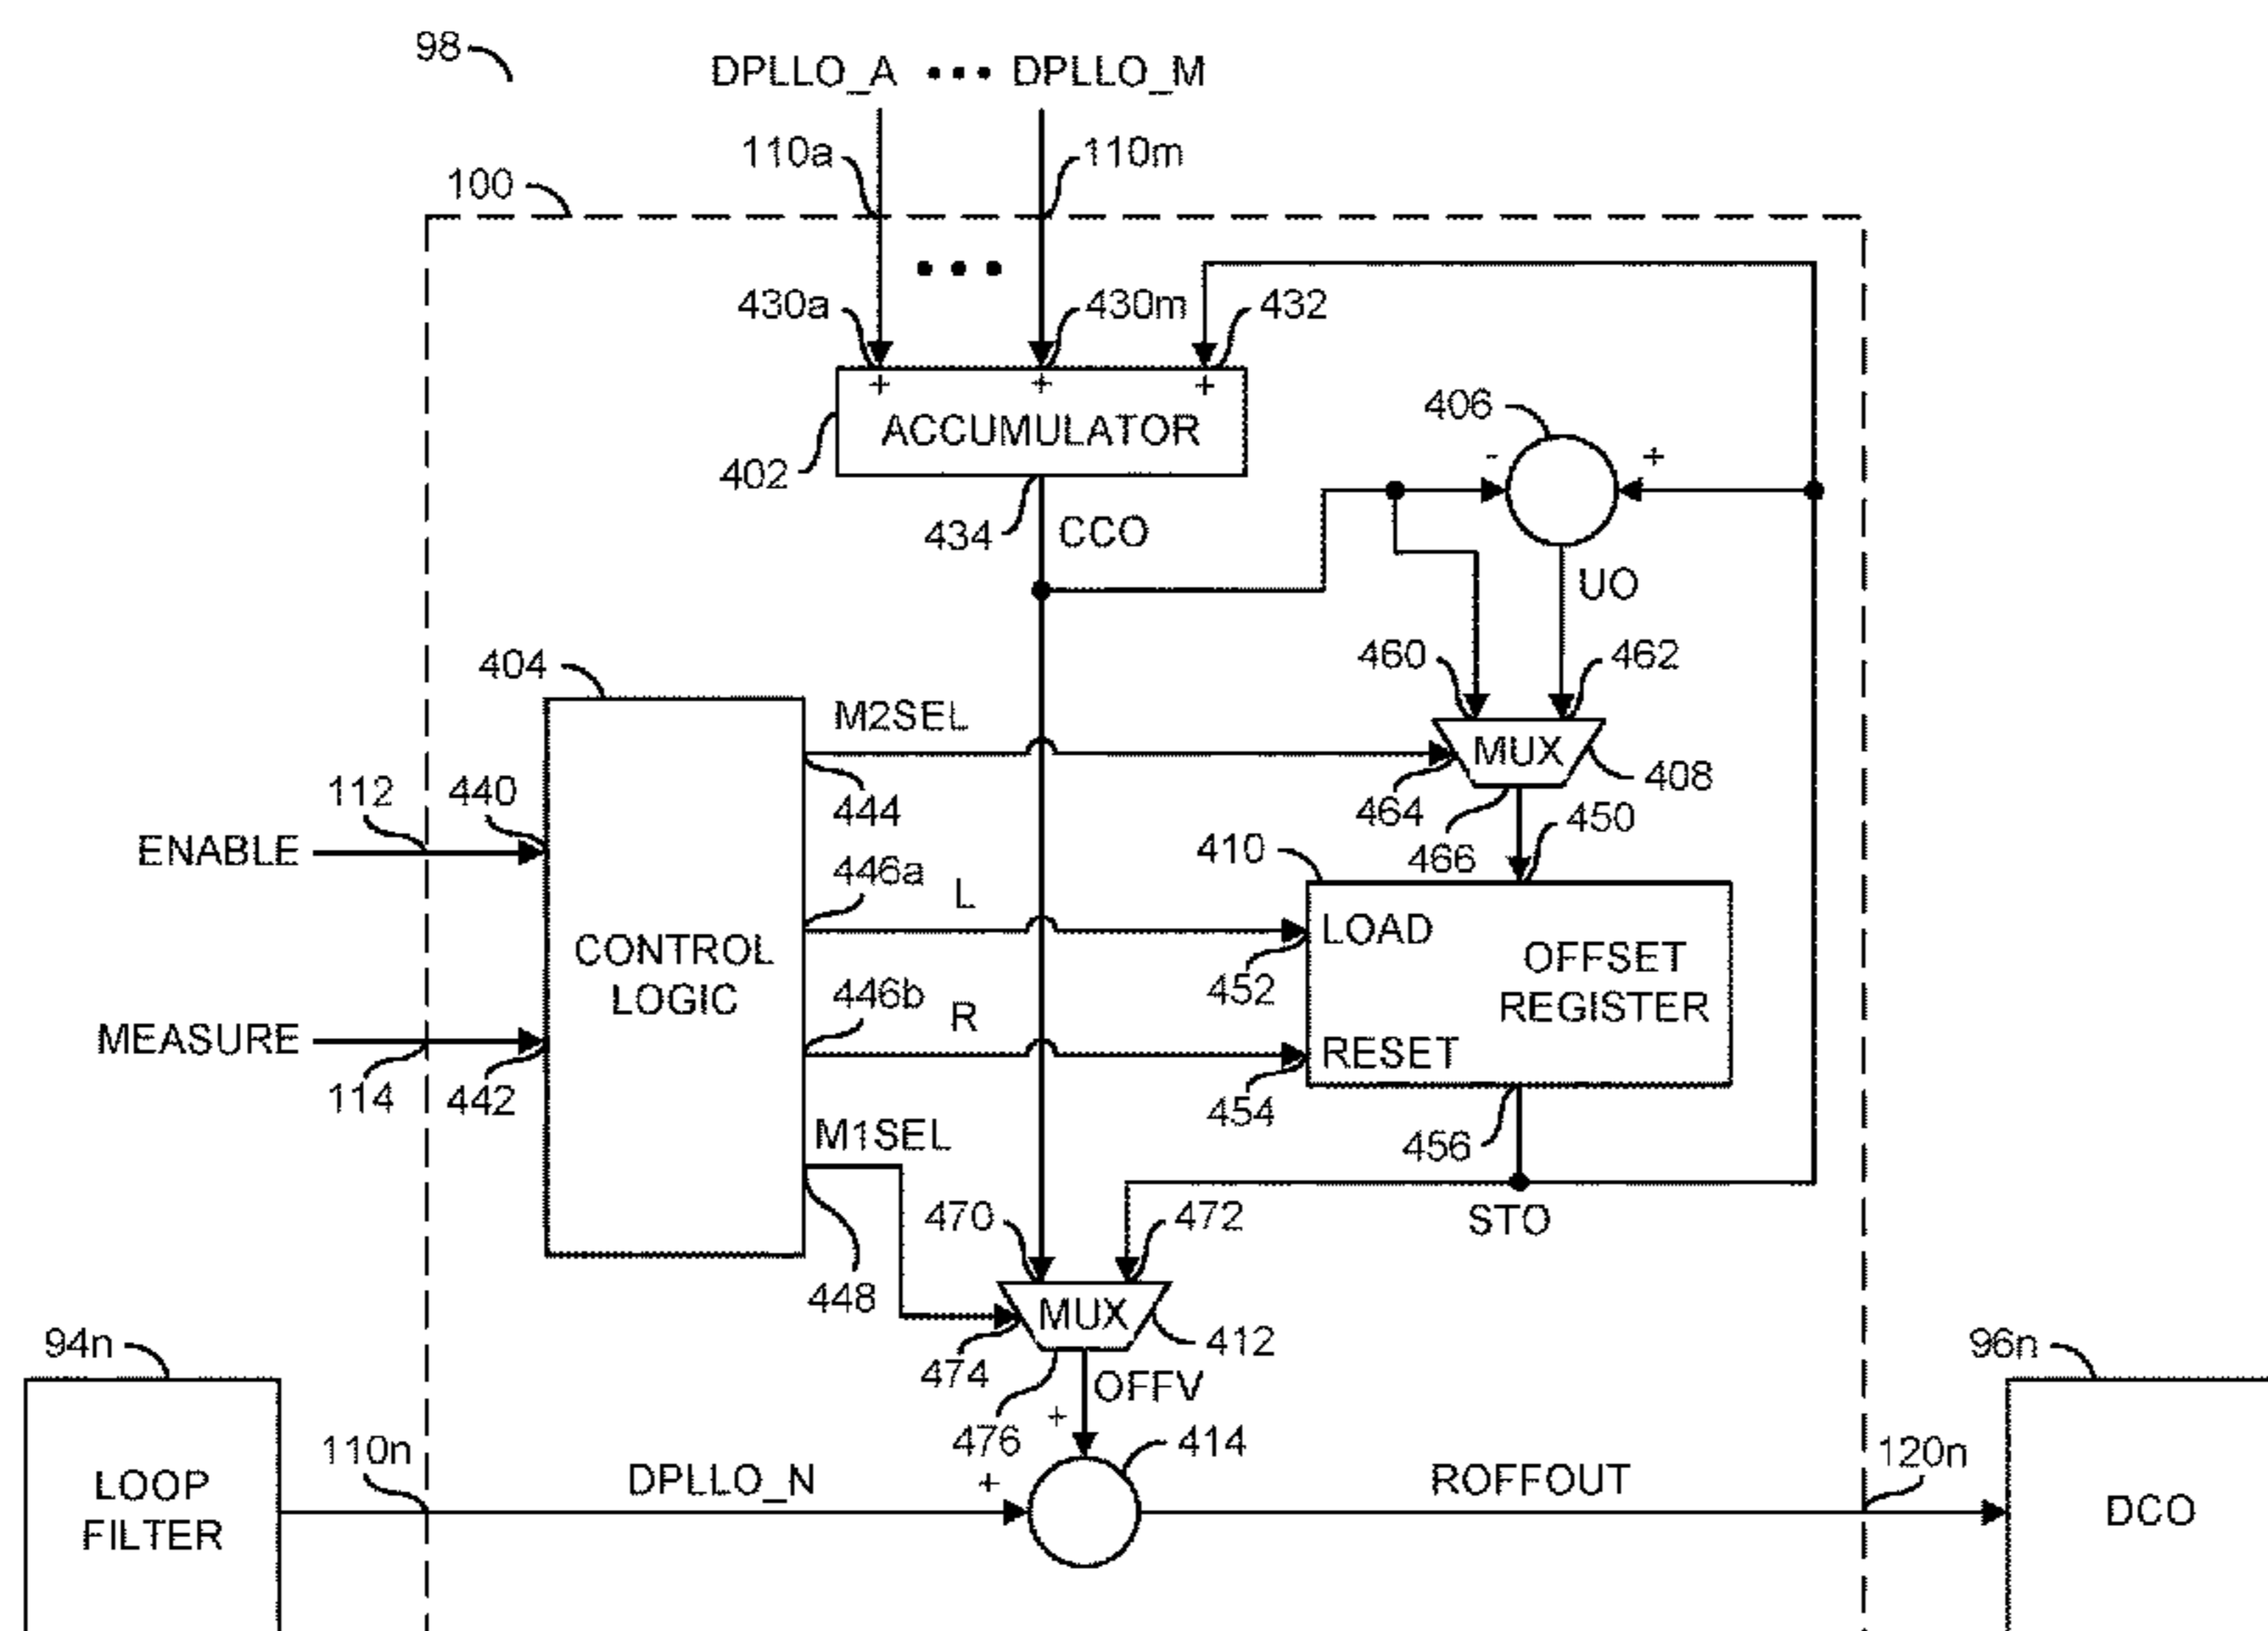 98
DPLLO_A ••• DPLLO_M
110a
110m
100
430a
430m
432
+ + +
ACCUMULATOR
402
406
- +
434
CCO
UO
404
460
462
M2SEL
MUX
408
444
464
466
450
112
440
ENABLE
446a
L
410
LOAD
OFFSET
REGISTER
CONTROL
LOGIC
452
446b
R
MEASURE
RESET
114
442
454
456
M1SEL
STO
470
472
448
MUX
412
474
476
OFFV
+
414
94n
96n
110n
120n
LOOP
FILTER
DPLLO_N
+
ROFFOUT
DCO